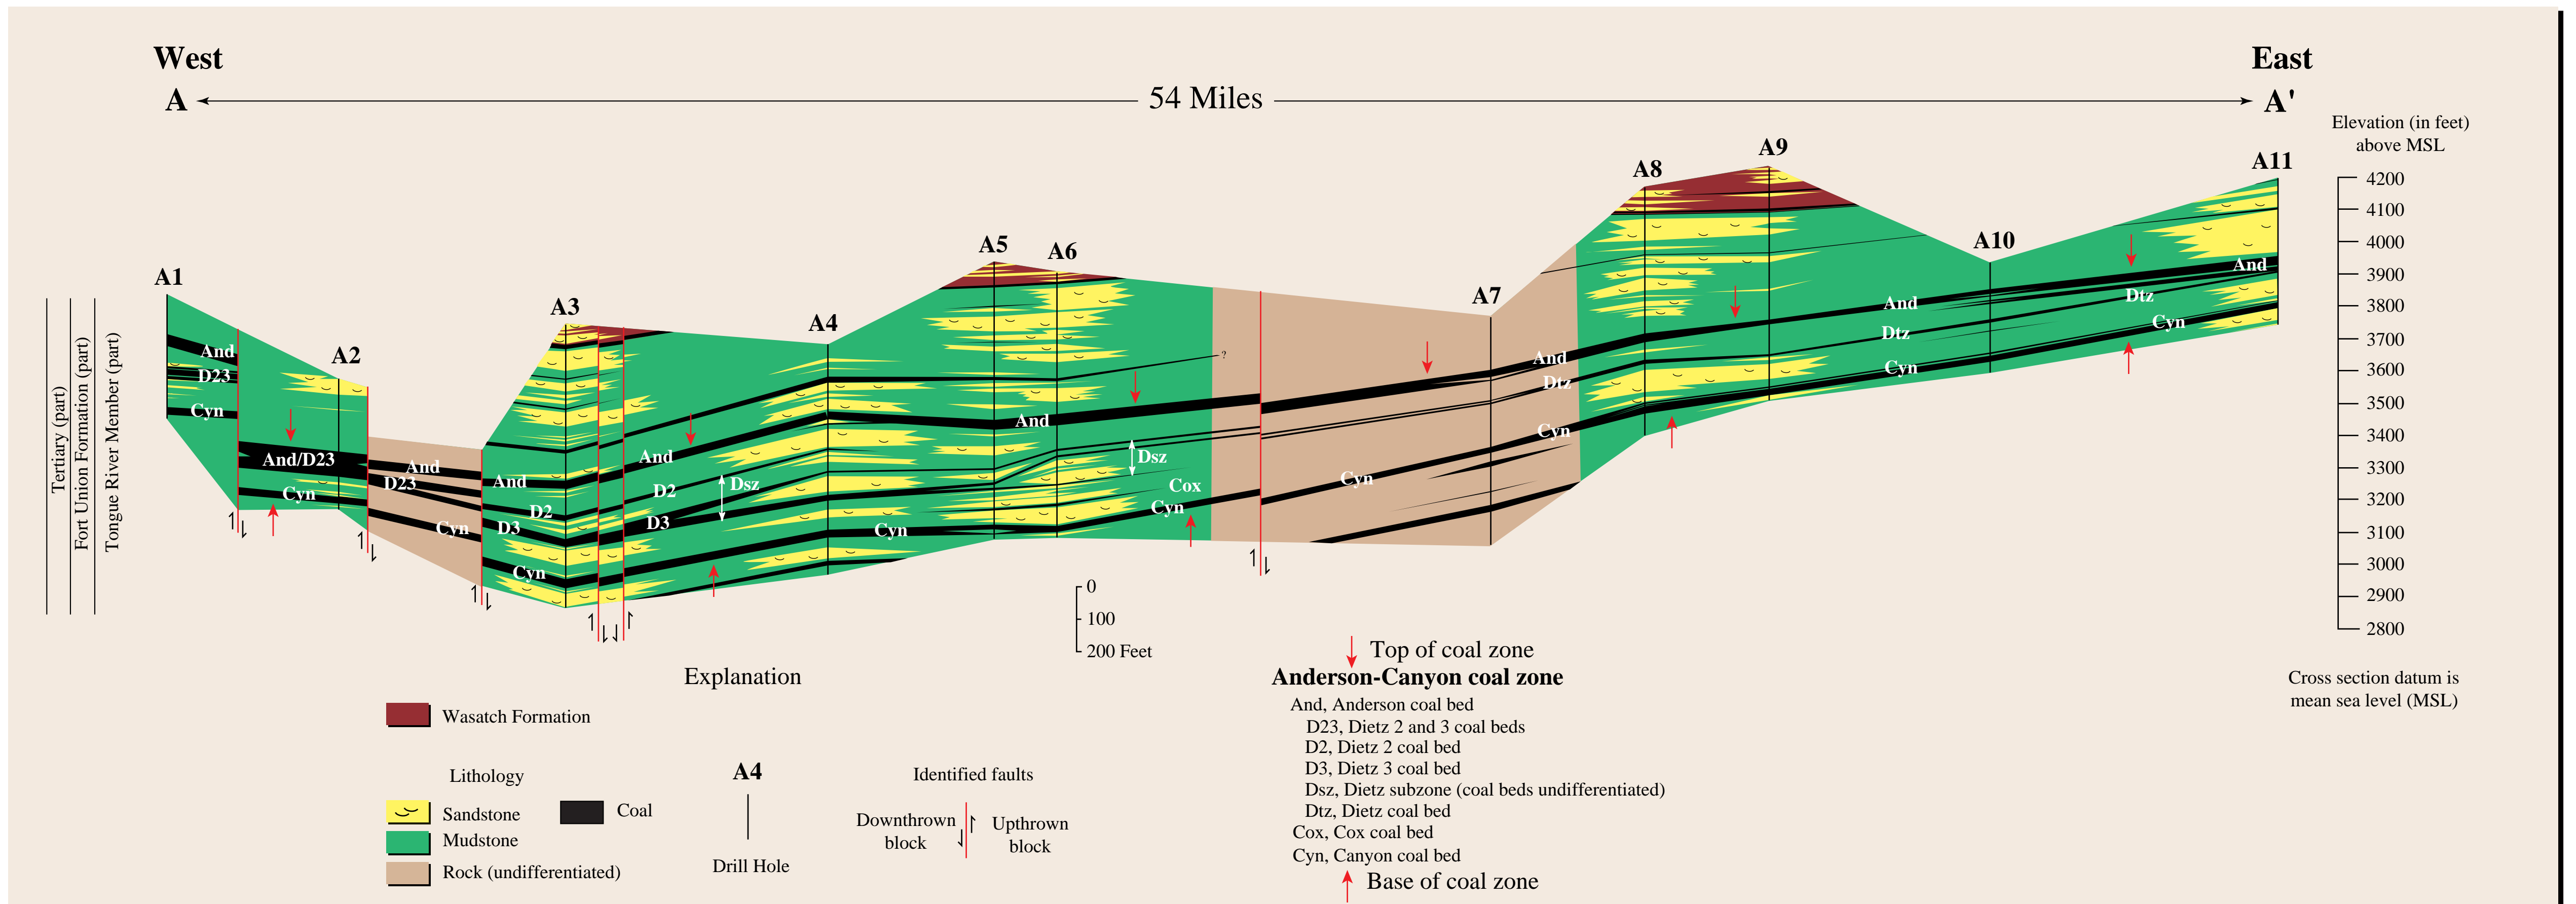 West
East
A
54 Miles
A'
Elevation (in feet)
above MSL
A1
A2
A3
A4
A5
A6
A7
A8
A9
A10
A11
4200
4100
4000
3900
3800
3700
3600
3500
3400
3300
3200
3100
3000
2900
2800
Tertiary (part)
Fort Union Formation (part)
Tongue River Member (part)
And
D23
Cyn
And/D23
Cyn
And
D23
Cyn
And
D2
D3
Cyn
And
D2
Dsz
D3
Cyn
And
Dsz
Cox
Cyn
?
Cyn
And
Dtz
Cyn
And
Dtz
Cyn
And
Dtz
Cyn
0
100
200 Feet
Cross section datum is
mean sea level (MSL)
Explanation
Wasatch Formation
Lithology
Sandstone
Coal
Mudstone
Rock (undifferentiated)
A4
Drill Hole
Identified faults
Downthrown
block
Upthrown
block
Top of coal zone
Anderson-Canyon coal zone
And, Anderson coal bed
D23, Dietz 2 and 3 coal beds
D2, Dietz 2 coal bed
D3, Dietz 3 coal bed
Dsz, Dietz subzone (coal beds undifferentiated)
Dtz, Dietz coal bed
Cox, Cox coal bed
Cyn, Canyon coal bed
Base of coal zone